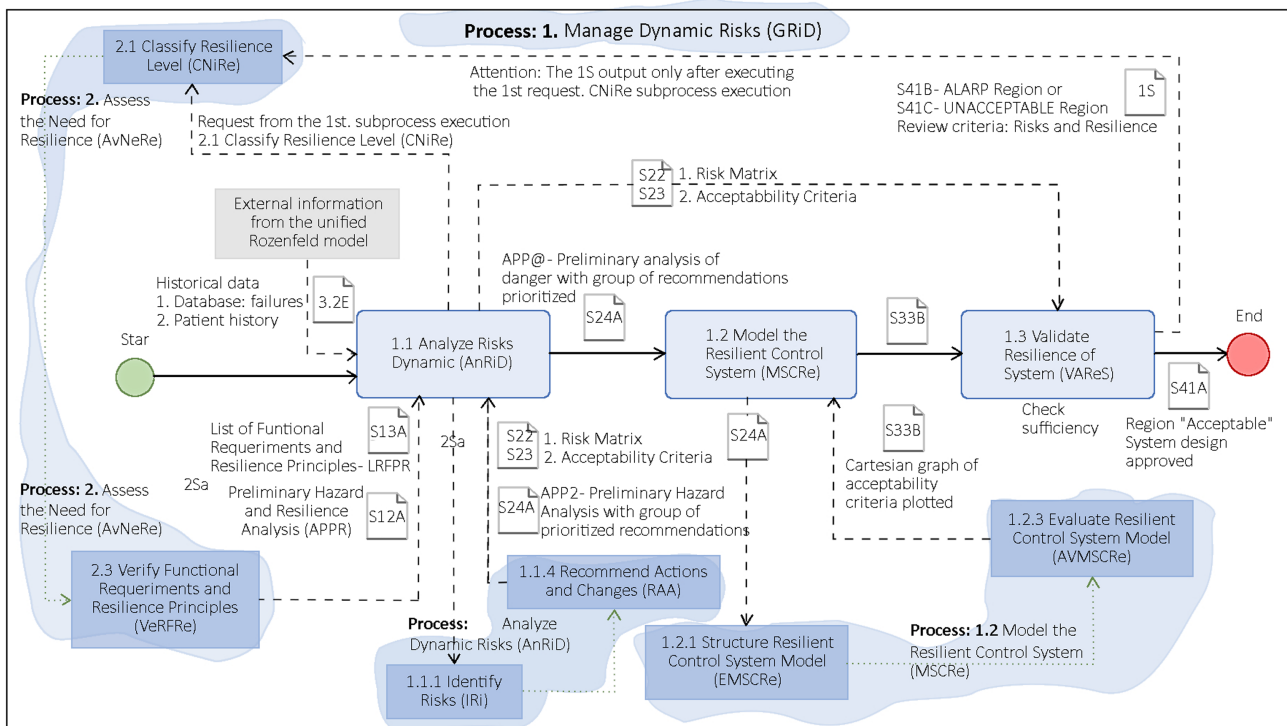 Process: 1. Manage Dynamic Risks (GRiD)
2.1 Classify Resilience
Level (CNiRe)
Attention: The 1S output only after executing
the 1st request. CNiRe subprocess execution
S41B- ALARP Region or
S41C- UNACCEPTABLE Region
Review criteria: Risks and Resilience
1S
Process: 2. Assess
the Need for
Resilience (AvNeRe)
Request from the 1st. subprocess execution
2.1 Classify Resilience Level (CNiRe)
S22
S23
1. Risk Matrix
2. Acceptabbility Criteria
External information
from the unified
Rozenfeld model
Historical data
1. Database: failures
2. Patient history
3.2E
APP@- Preliminary analysis of
danger with group of recommendations
prioritized
S24A
S33B
Star
End
1.1 Analyze Risks
Dynamic (AnRiD)
1.2 Model the
Resilient Control
System (MSCRe)
1.3 Validate
Resilience of
System (VAReS)
S41A
Region "Acceptable"
System design
approved
Check
sufficiency
List of Funtional
Requeriments and
Resilience Principles- LRFPR
S13A
2Sa
S22
S23
1. Risk Matrix
2. Acceptability Criteria
S24A
S33B
Cartesian graph of
acceptability
criteria plotted
Process: 2. Assess
the Need for
Resilience (AvNeRe)
2Sa
Preliminary Hazard
and Resilience
Analysis (APPR)
S12A
S24A
APP2- Preliminary Hazard
Analysis with group of
prioritized recommendations
1.2.3 Evaluate Resilient
Control System Model
(AVMSCRe)
2.3 Verify Functional
Requeriments and
Resilience Principles
(VeRFRe)
1.1.4 Recommend Actions
and Changes (RAA)
Process: Analyze
Dynamic Risks (AnRiD)
1.1.1 Identify
Risks (IRi)
1.2.1 Structure Resilient
Control System Model
(EMSCRe)
Process: 1.2 Model the
Resilient Control System
(MSCRe)